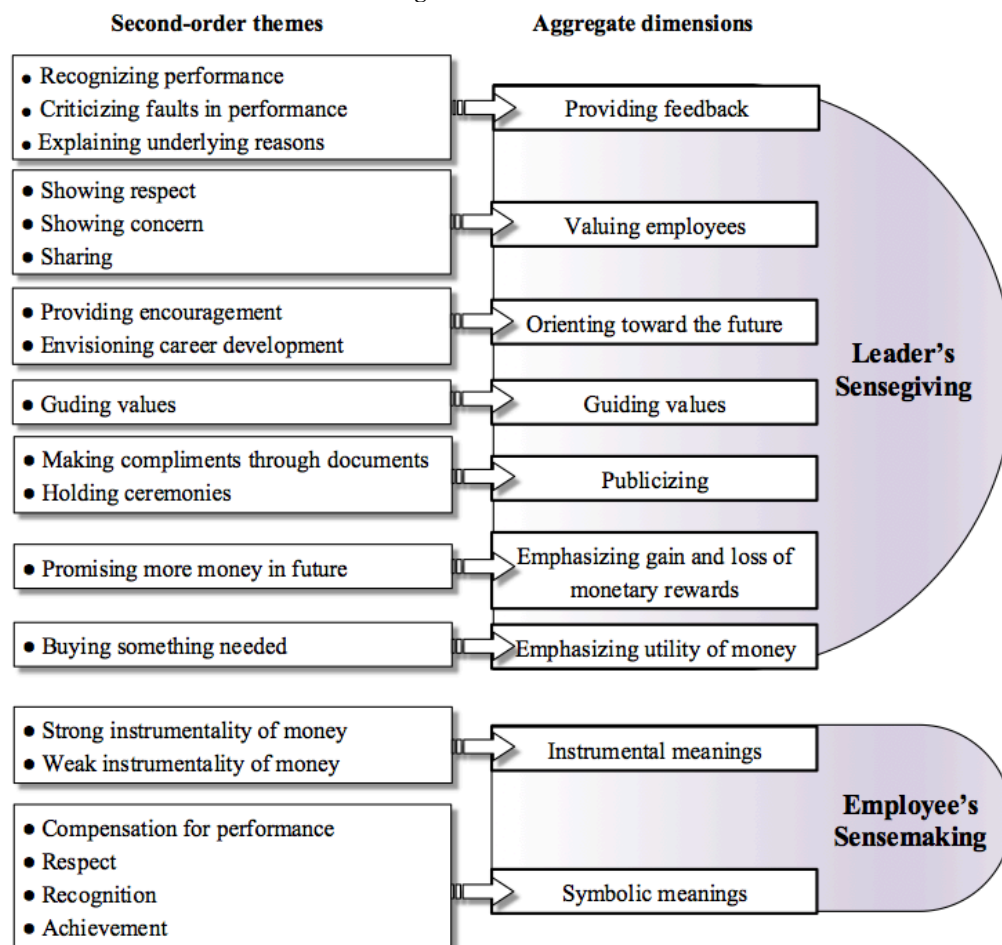 Second-order themes
Aggregate dimensions
● Recognizing performance
● Criticizing faults in performance
● Explaining underlying reasons
Providing feedback
● Showing respect
● Showing concern
● Sharing
Valuing employees
● Providing encouragement
● Envisioning career development
Orienting toward the future
● Guding values
Guiding values
● Making compliments through documents
● Holding ceremonies
Publicizing
● Promising more money in future
Emphasizing gain and loss of
monetary rewards
● Buying something needed
Emphasizing utility of money
Leader's
Sensegiving
● Strong instrumentality of money
● Weak instrumentality of money
Instrumental meanings
● Compensation for performance
● Respect
● Recognition
● Achievement
Symbolic meanings
Employee's
Sensemaking